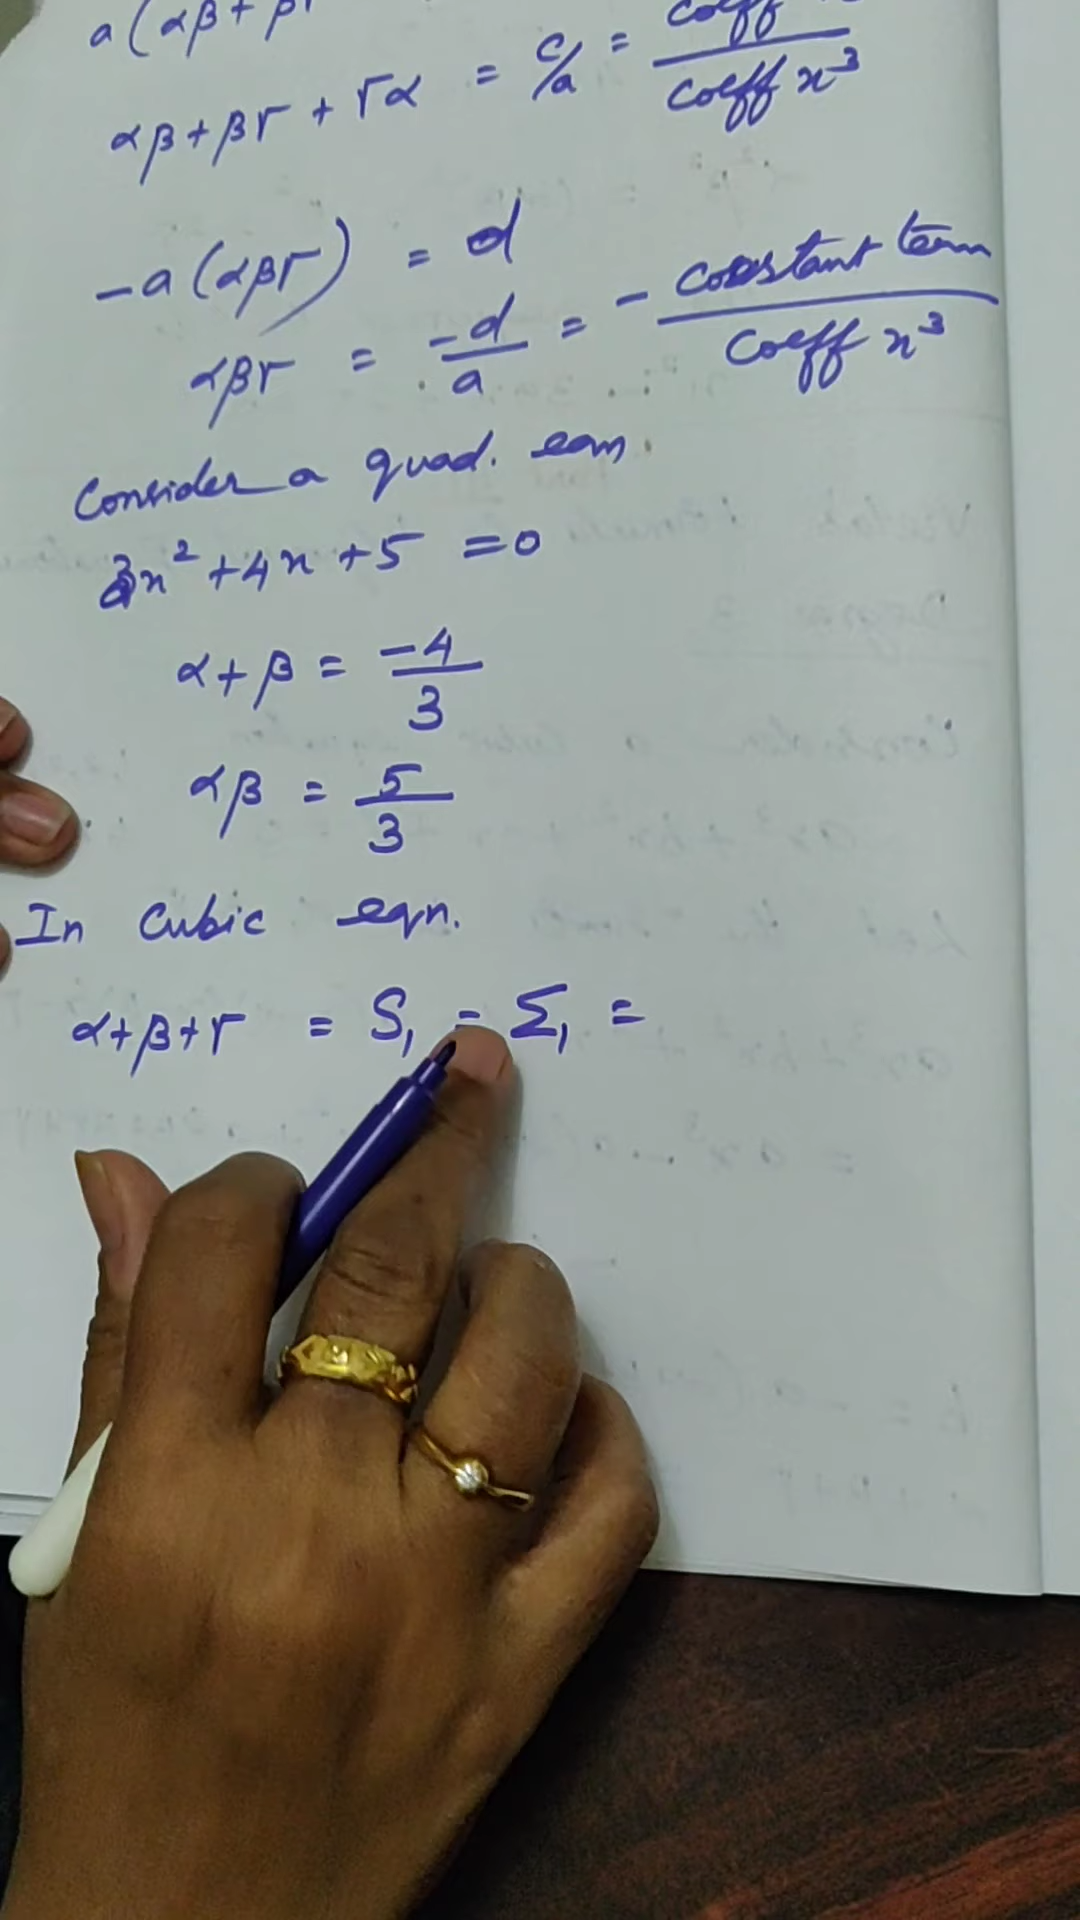 a(αβ+β
αβ+βγ+γα = c/a = coeff / coeff x³
-a(αβγ) = d
αβγ = -d/a = - constant term / coeff x³
Consider a quad. eqn.
3x²+4x+5=0
α+β = -4/3
αβ = 5/3
In Cubic eqn.
α+β+γ = S₁ = Σ₁ =